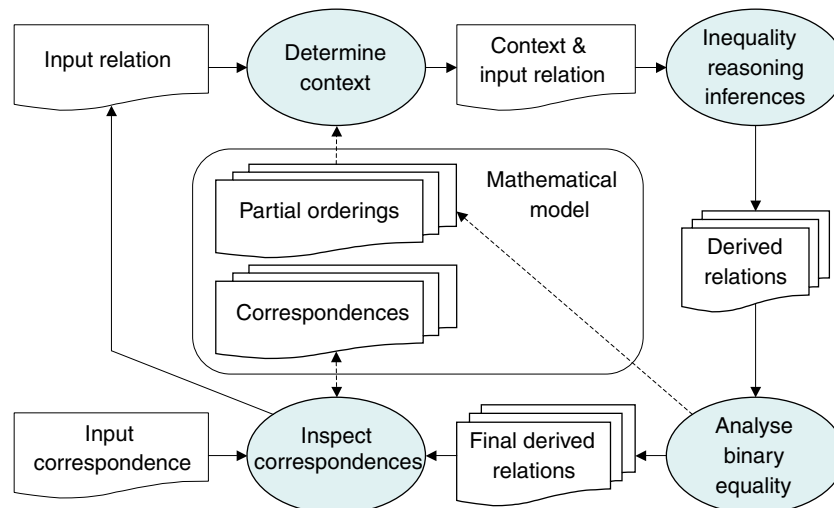 Input relation
Determine
context
Context &
input relation
Inequality
reasoning
inferences
Mathematical
model
Partial orderings
Correspondences
Derived
relations
Input
correspondence
Inspect
correspondences
Final derived
relations
Analyse
binary
equality